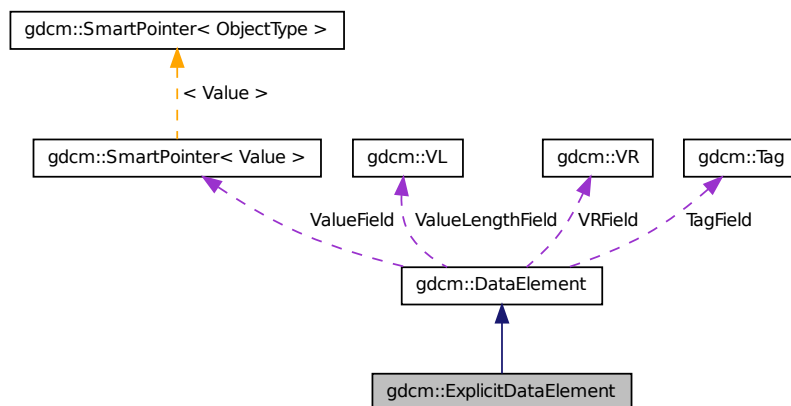 gdcm::SmartPointer< ObjectType >
< Value >
gdcm::SmartPointer< Value >
gdcm::VL
gdcm::VR
gdcm::Tag
ValueField
ValueLengthField
VRField
TagField
gdcm::DataElement
gdcm::ExplicitDataElement